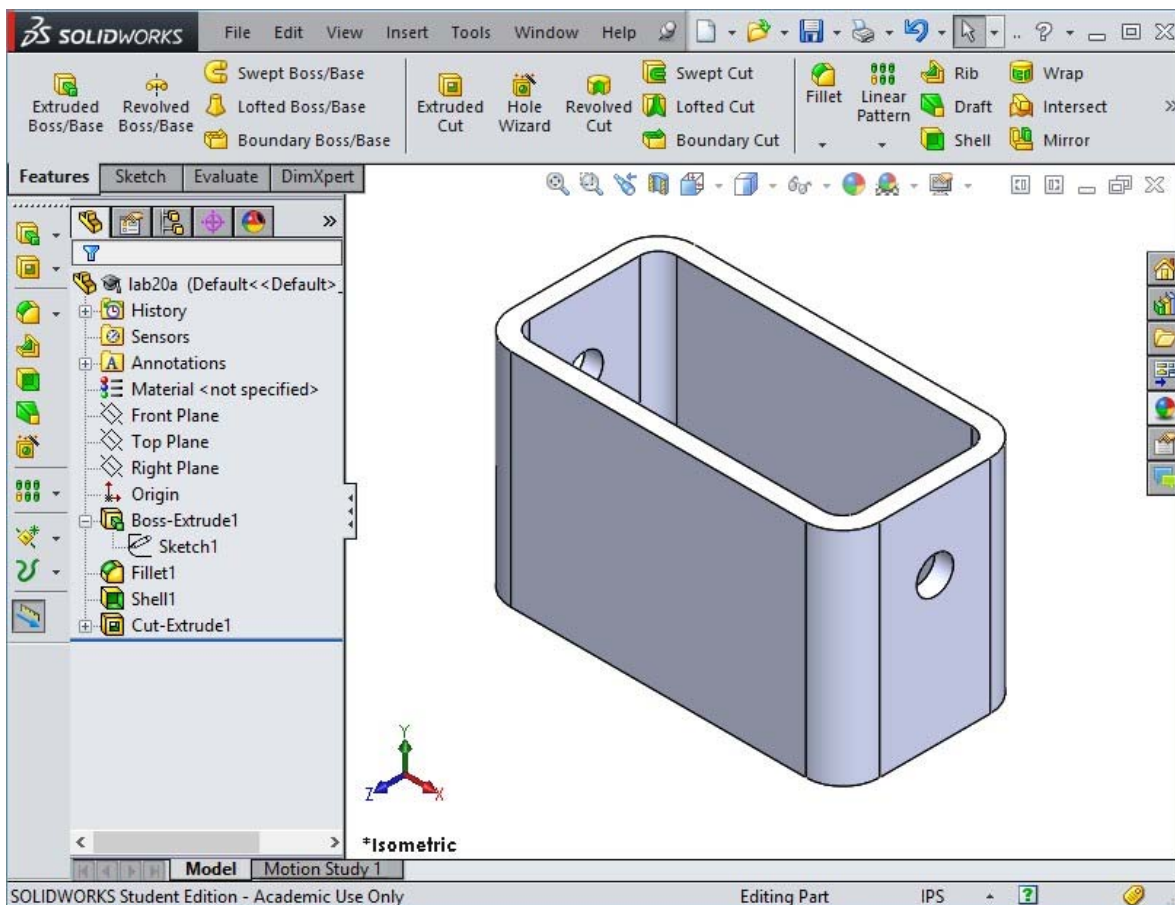 SOLIDWORKS File Edit View Insert Tools Window Help
Extruded Boss/Base
Revolved Boss/Base
Swept Boss/Base
Lofted Boss/Base
Boundary Boss/Base
Extruded Cut
Hole Wizard
Revolved Cut
Swept Cut
Lofted Cut
Boundary Cut
Fillet
Linear Pattern
Rib
Draft
Shell
Wrap
Intersect
Mirror
Features Sketch Evaluate DimXpert
lab20a (Default<<Default>_
History
Sensors
Annotations
Material <not specified>
Front Plane
Top Plane
Right Plane
Origin
Boss-Extrude1
Sketch1
Fillet1
Shell1
Cut-Extrude1
Y
Z X
*Isometric
Model Motion Study 1
SOLIDWORKS Student Edition - Academic Use Only Editing Part IPS